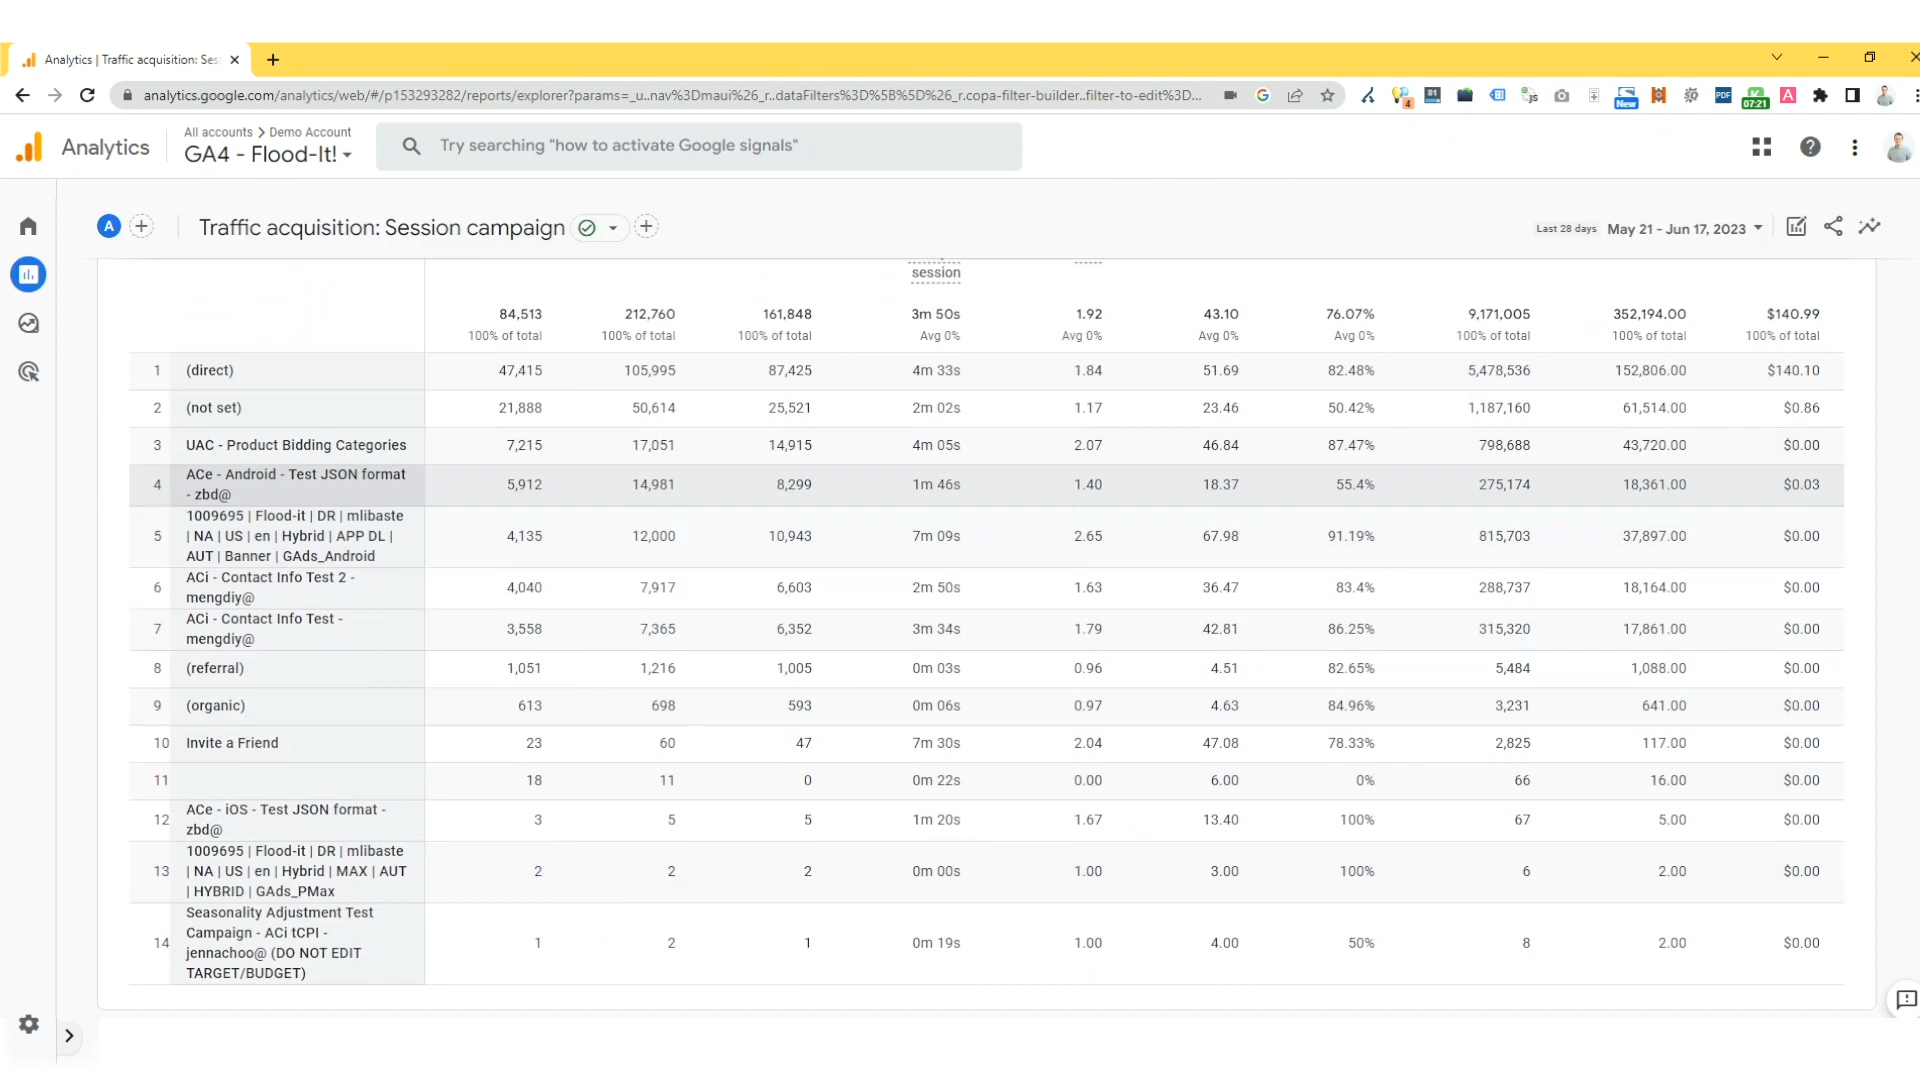 Analytics | Traffic acquisition: Ses
analytics.google.com/analytics/web/#/p153293282/reports/explorer?params=_u..nav%3Dmaui%26_r..dataFilters%3D%5B%5D%26_r.copa-filter-builder..filter-to-edit%3D...
4
81
js
New
PDF
07:21
A
Analytics
All accounts > Demo Account
GA4 - Flood-It!
Try searching "how to activate Google signals"
A
Traffic acquisition: Session campaign
Last 28 days May 21 - Jun 17, 2023
session
84,513 212,760 161,848 3m 50s 1.92 43.10 76.07% 9,171,005 352,194.00 $140.99
100% of total 100% of total 100% of total Avg 0% Avg 0% Avg 0% Avg 0% 100% of total 100% of total 100% of total
1 (direct) 47,415 105,995 87,425 4m 33s 1.84 51.69 82.48% 5,478,536 152,806.00 $140.10
2 (not set) 21,888 50,614 25,521 2m 02s 1.17 23.46 50.42% 1,187,160 61,514.00 $0.86
3 UAC - Product Bidding Categories 7,215 17,051 14,915 4m 05s 2.07 46.84 87.47% 798,688 43,720.00 $0.00
ACe - Android - Test JSON format
4 - zbd@ 5,912 14,981 8,299 1m 46s 1.40 18.37 55.4% 275,174 18,361.00 $0.03
1009695 | Flood-it | DR | mlibaste
5 | NA | US | en | Hybrid | APP DL | 4,135 12,000 10,943 7m 09s 2.65 67.98 91.19% 815,703 37,897.00 $0.00
AUT | Banner | GAds_Android
ACi - Contact Info Test 2 -
6 mengdiy@ 4,040 7,917 6,603 2m 50s 1.63 36.47 83.4% 288,737 18,164.00 $0.00
ACi - Contact Info Test -
7 mengdiy@ 3,558 7,365 6,352 3m 34s 1.79 42.81 86.25% 315,320 17,861.00 $0.00
8 (referral) 1,051 1,216 1,005 0m 03s 0.96 4.51 82.65% 5,484 1,088.00 $0.00
9 (organic) 613 698 593 0m 06s 0.97 4.63 84.96% 3,231 641.00 $0.00
10 Invite a Friend 23 60 47 7m 30s 2.04 47.08 78.33% 2,825 117.00 $0.00
11 18 11 0 0m 22s 0.00 6.00 0% 66 16.00 $0.00
ACe - iOS - Test JSON format -
12 zbd@ 3 5 5 1m 20s 1.67 13.40 100% 67 5.00 $0.00
1009695 | Flood-it | DR | mlibaste
13 | NA | US | en | Hybrid | MAX | AUT 2 2 2 0m 00s 1.00 3.00 100% 6 2.00 $0.00
| HYBRID | GAds_PMax
Seasonality Adjustment Test
Campaign - ACi tCPI -
14 jennachoo@ (DO NOT EDIT 1 2 1 0m 19s 1.00 4.00 50% 8 2.00 $0.00
TARGET/BUDGET)